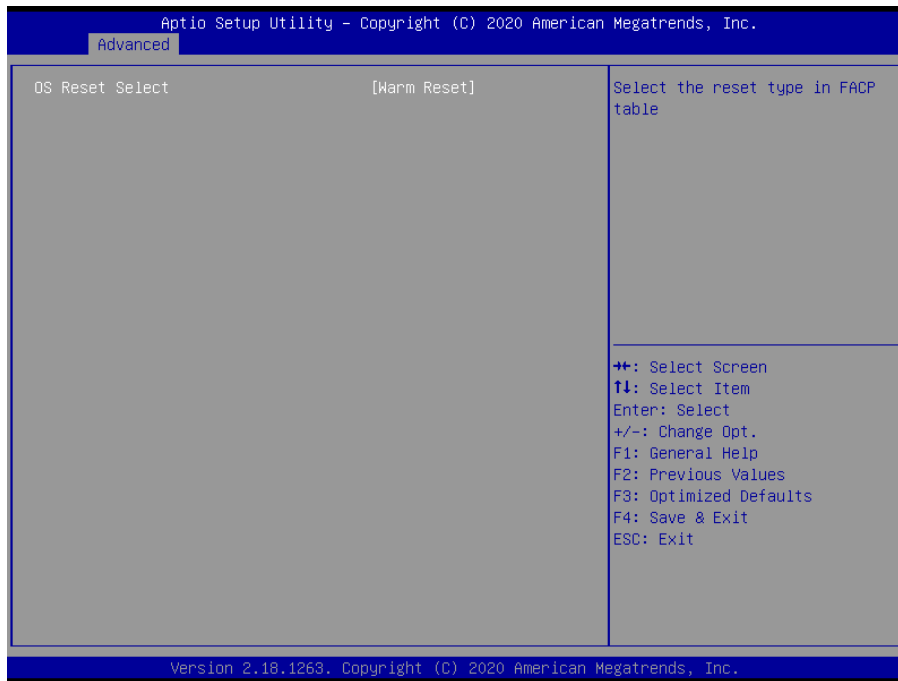 Aptio Setup Utility – Copyright (C) 2020 American Megatrends, Inc.
Advanced
OS Reset Select [Warm Reset]
Select the reset type in FACP
table
→←: Select Screen
↑↓: Select Item
Enter: Select
+/-: Change Opt.
F1: General Help
F2: Previous Values
F3: Optimized Defaults
F4: Save & Exit
ESC: Exit
Version 2.18.1263. Copyright (C) 2020 American Megatrends, Inc.